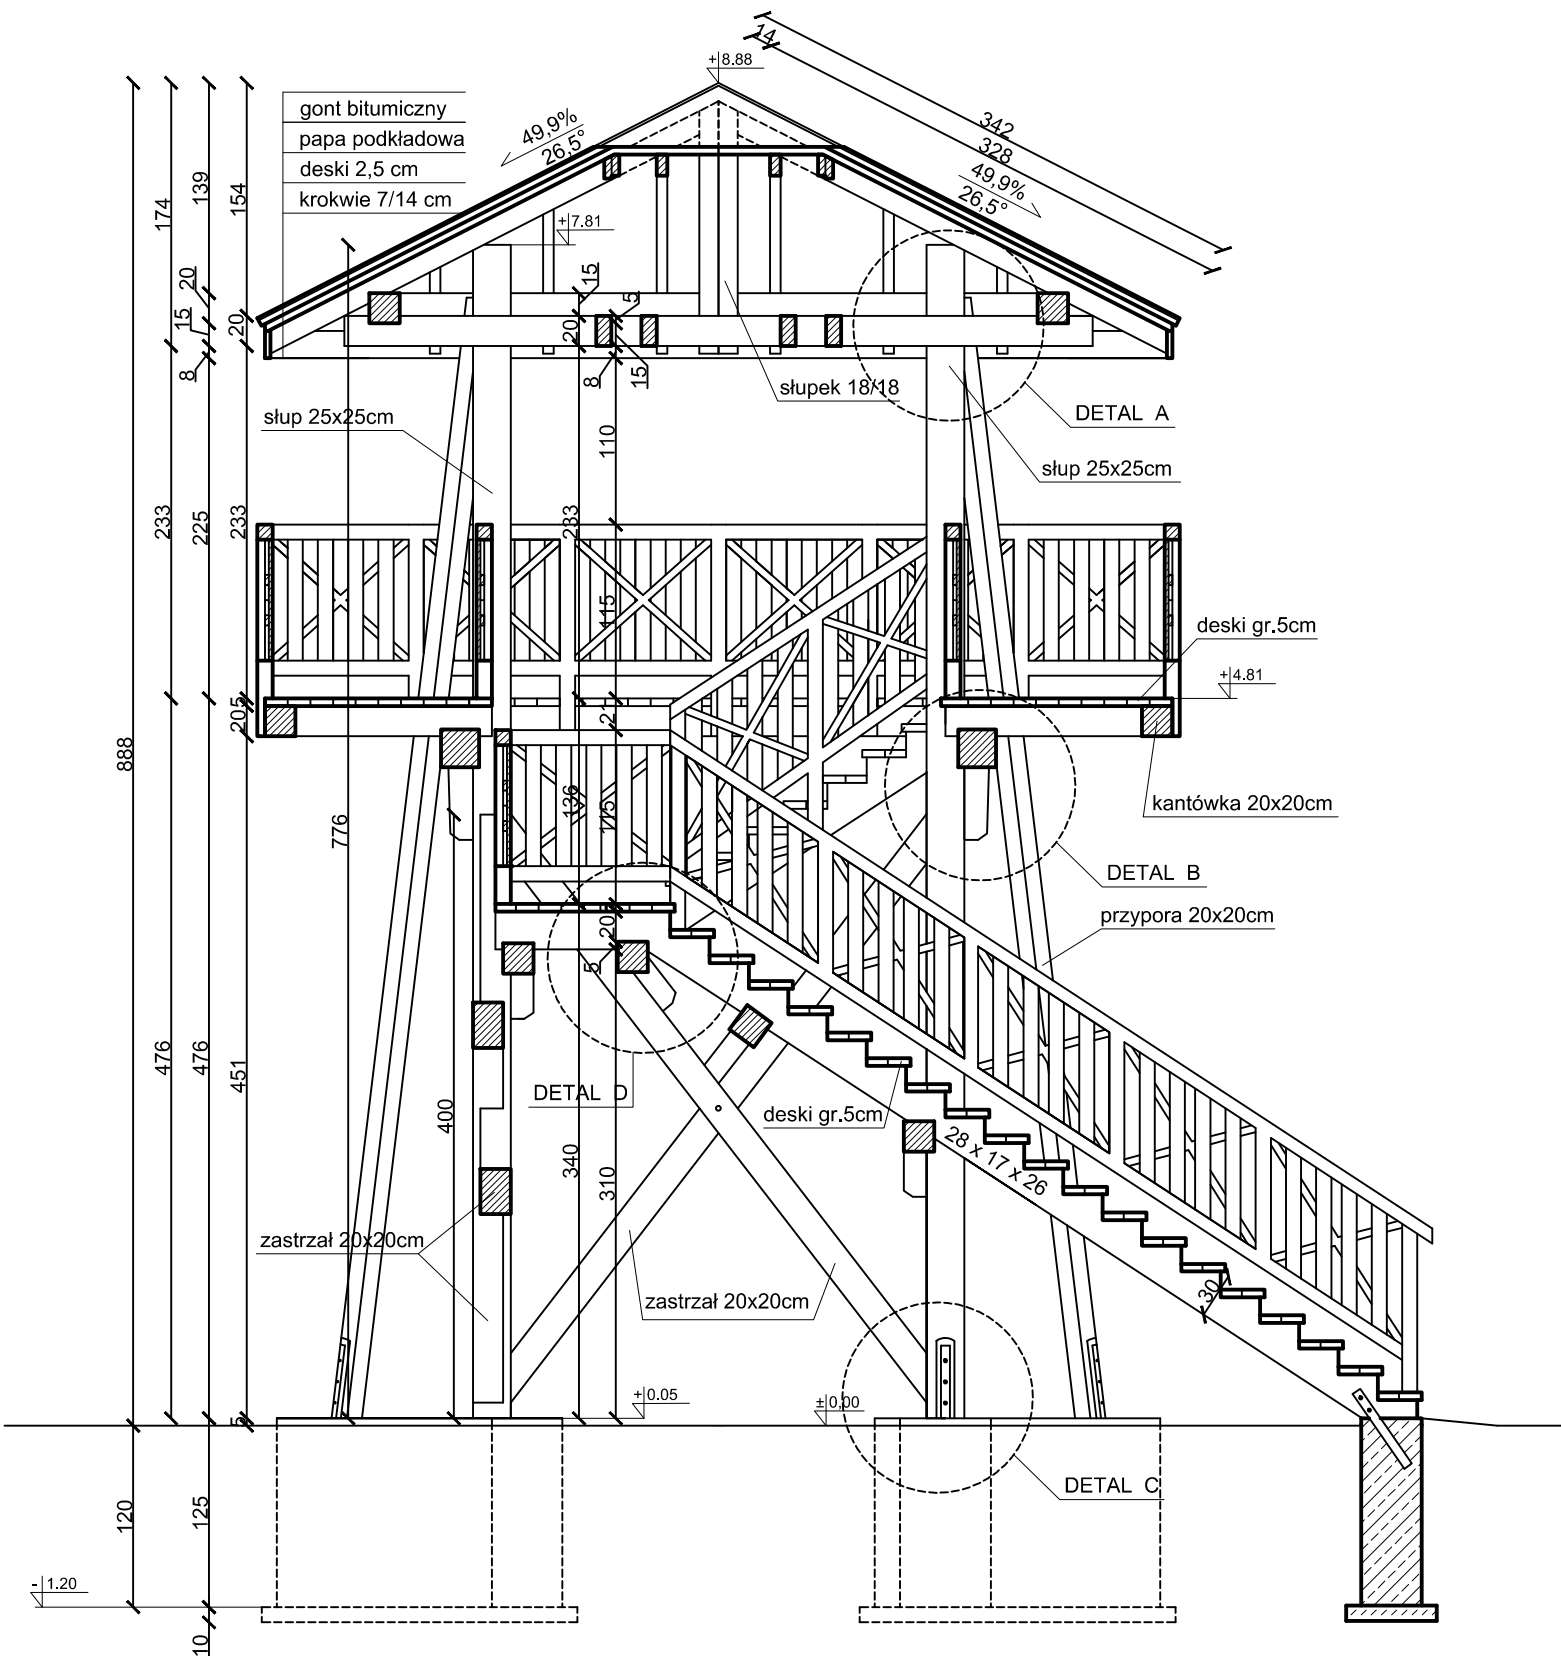 14
342
328
49,9%
26,5°
+8.88
49,9%
26,5°
gont bitumiczny
papa podkładowa
deski 2,5 cm
krokwie 7/14 cm
174
139
154
+7.81
20
15
20
8
15
5
20
8
15
słupek 18/18
DETAL A
słup 25x25cm
słup 25x25cm
110
233
225
233
233
115
deski gr.5cm
+4.81
5
20
21
888
776
136
115
kantówka 20x20cm
DETAL B
przypora 20x20cm
20
5
476
476
451
400
340
310
DETAL D
deski gr.5cm
28 x 17 x 26
zastrzał 20x20cm
zastrzał 20x20cm
30
+0.05
±0,00
5
DETAL C
120
125
-1.20
10